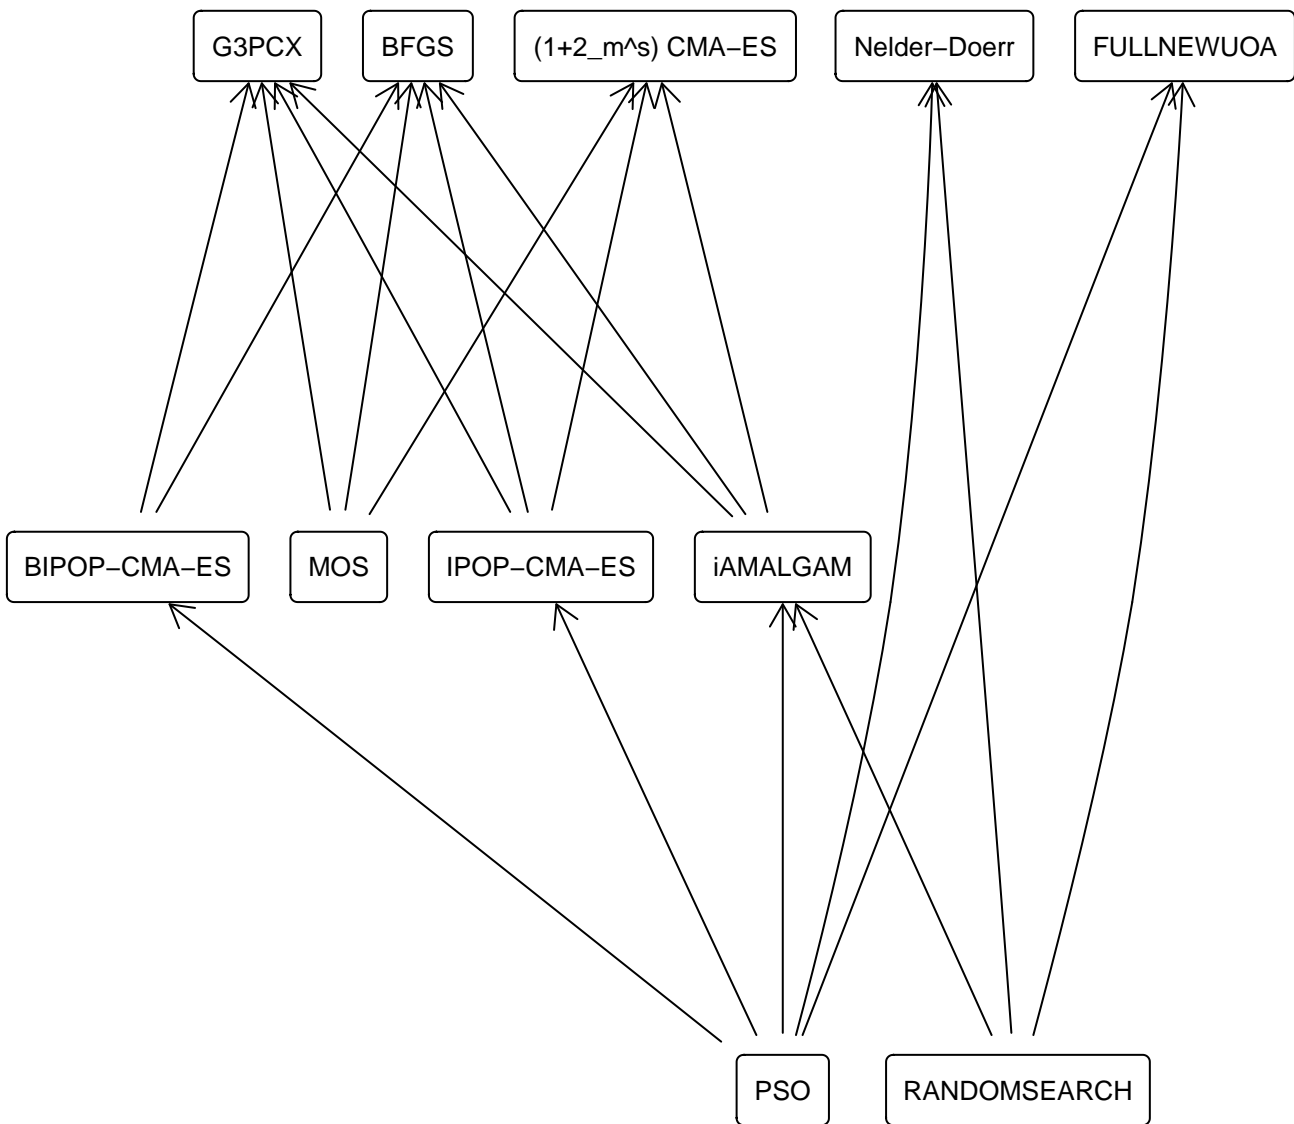 G3PCX
BFGS
(1+2_m^s) CMA−ES
Nelder−Doerr
FULLNEWUOA
BIPOP−CMA−ES
MOS
IPOP−CMA−ES
iAMALGAM
PSO
RANDOMSEARCH